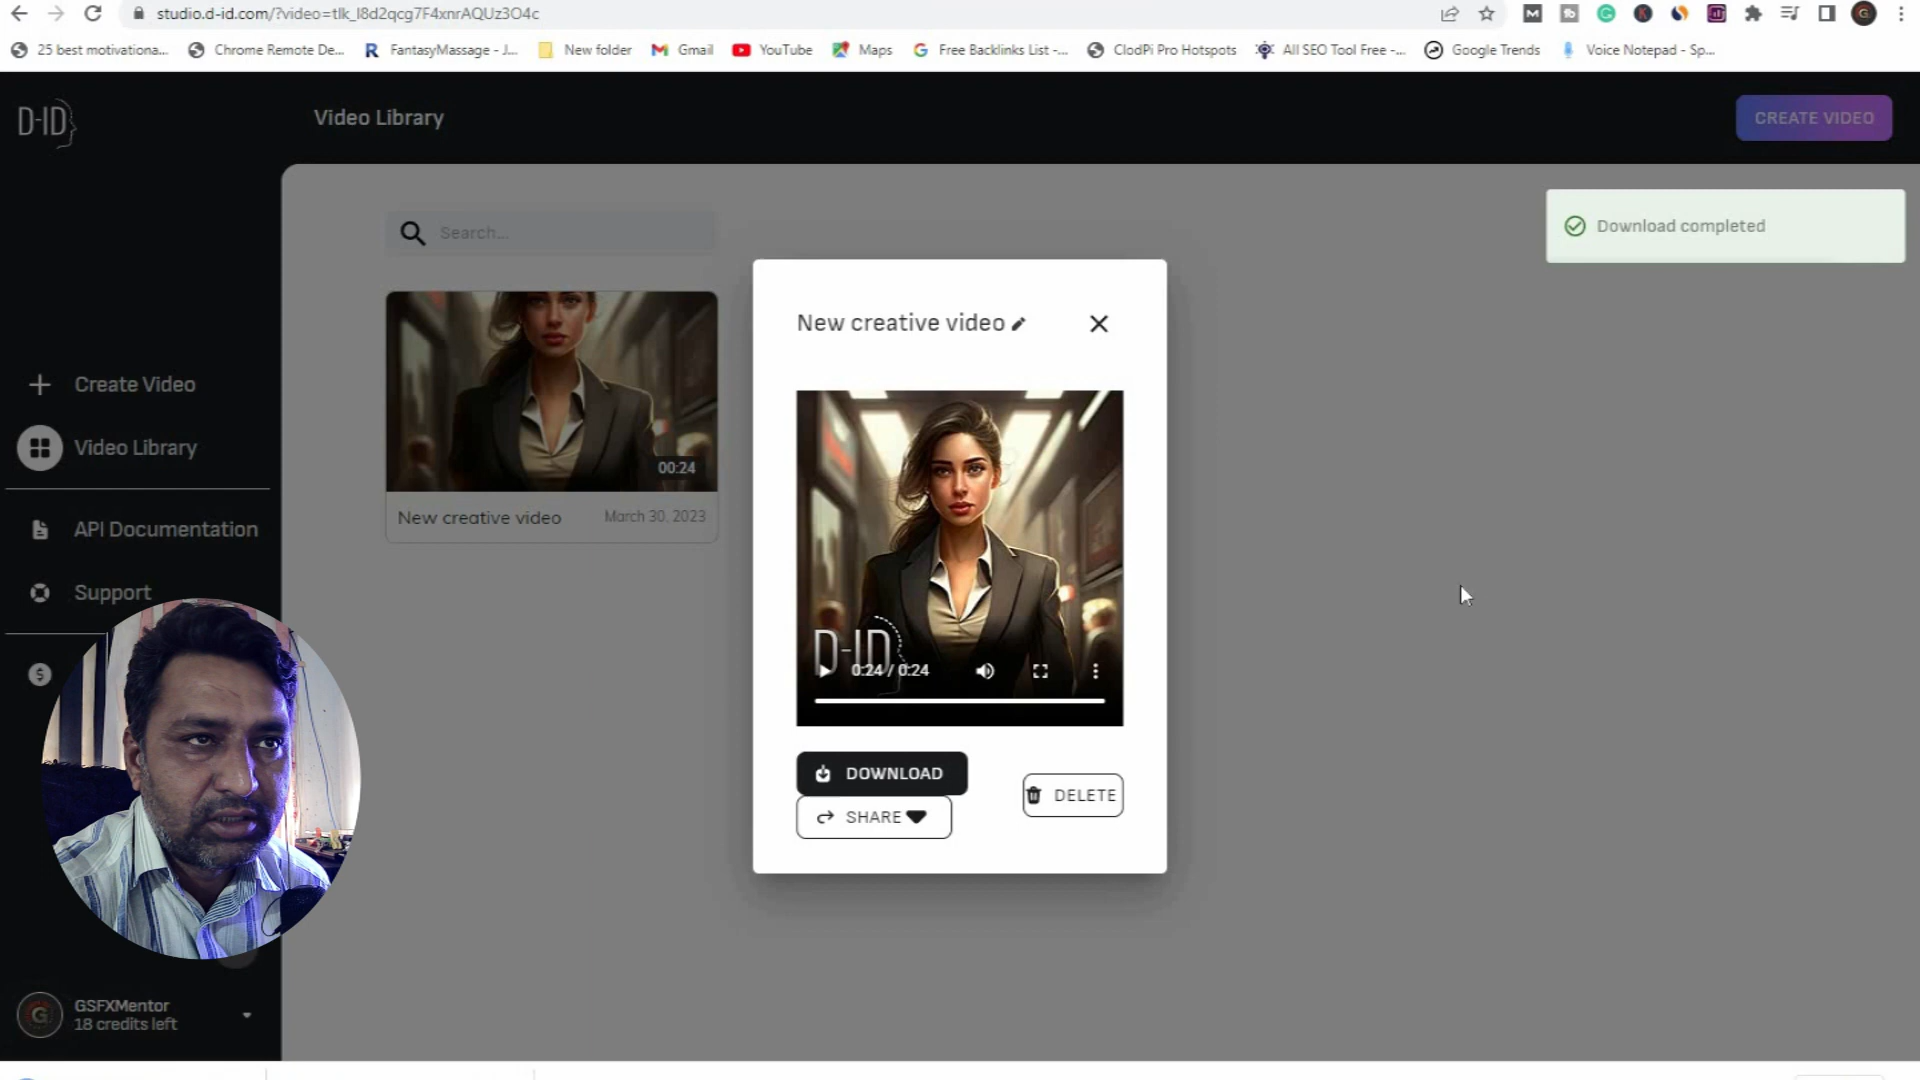 studio.d-id.com/?video=tlk_l8d2qcg7F4xnrAQUz3O4c
25 best motivationa...
Chrome Remote De...
FantasyMassage - J...
New folder
Gmail
YouTube
Maps
Free Backlinks List -...
ClodPi Pro Hotspots
All SEO Tool Free -...
Google Trends
Voice Notepad - Sp...
D-ID
Video Library
CREATE VIDEO
Search...
Download completed
New creative video
00:24
New creative video
March 30, 2023
Create Video
Video Library
API Documentation
Support
D-ID
0:24 / 0:24
DOWNLOAD
SHARE
DELETE
GSFXMentor
18 credits left